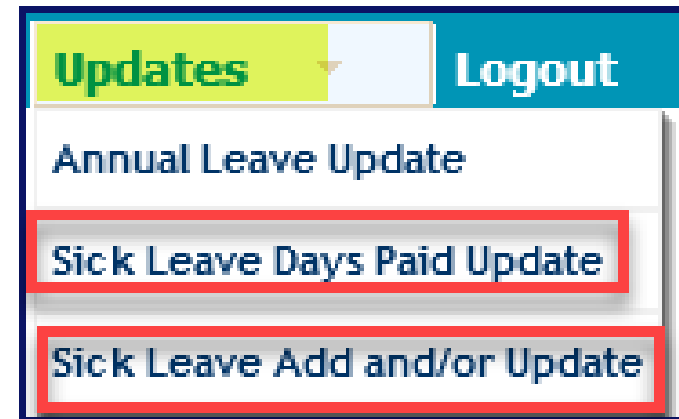 Updates Logout
Annual Leave Update
Sick Leave Days Paid Update
Sick Leave Add and/or Update